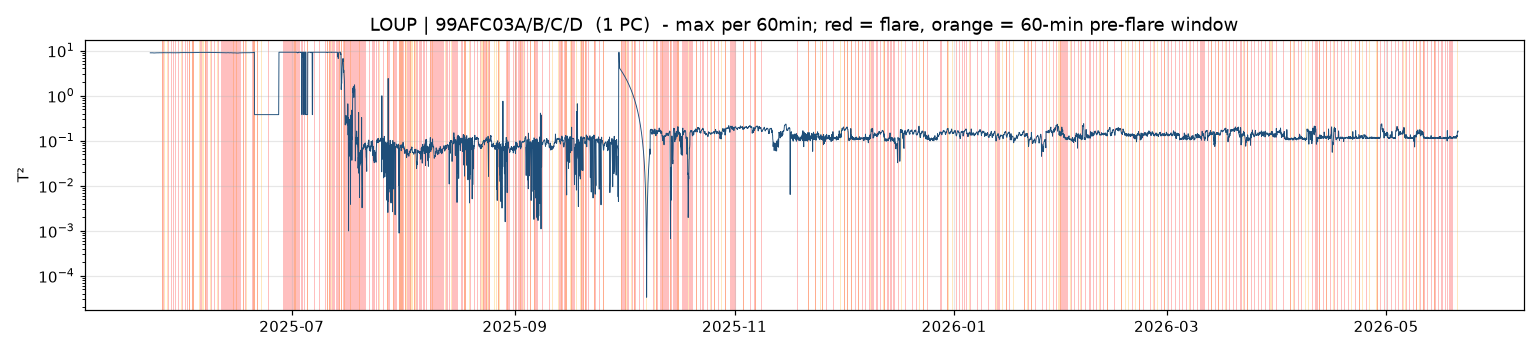 LOUP | 99AFC03A/B/C/D (1 PC) - max per 60min; red = flare, orange = 60-min pre-flare window
T²
10¹
10⁰
10⁻¹
10⁻²
10⁻³
10⁻⁴
2025-07 2025-09 2025-11 2026-01 2026-03 2026-05